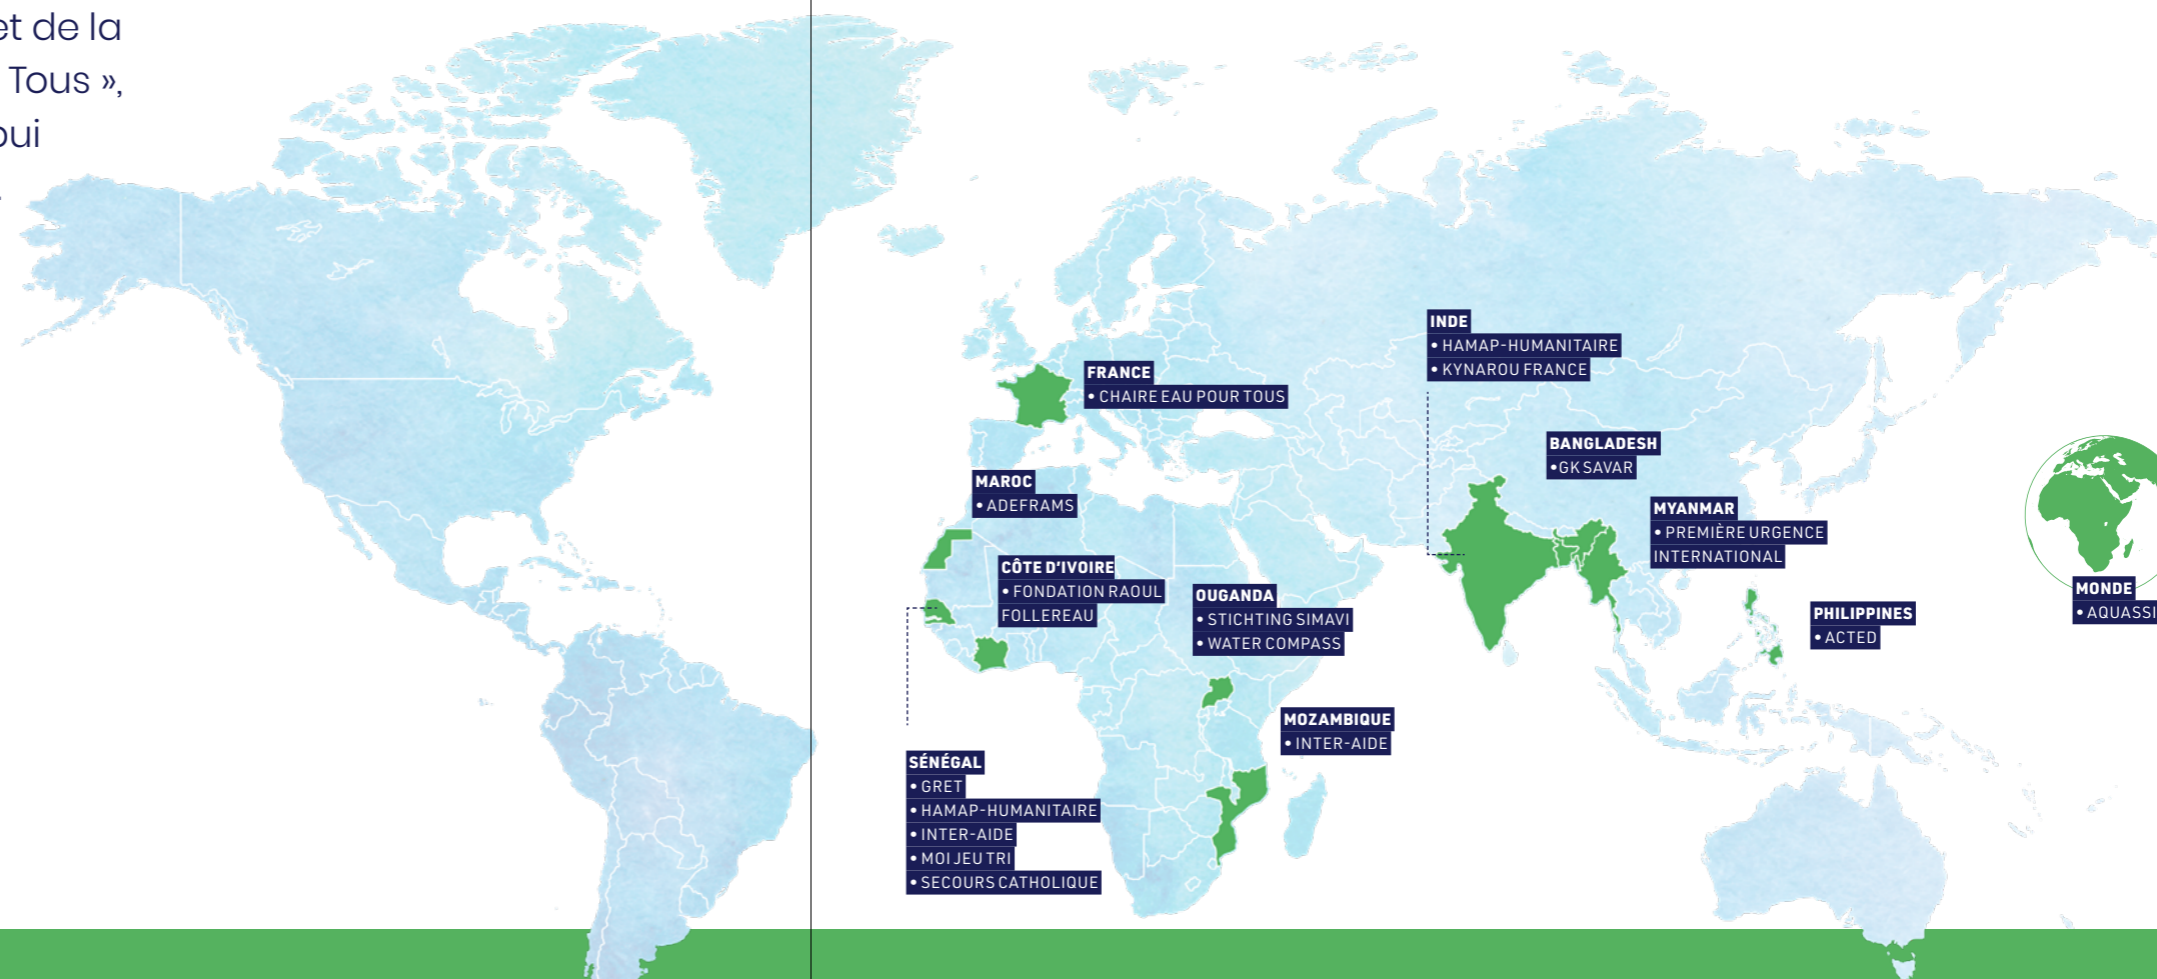 et de la
Tous »,
INDE
• HAMAP-HUMANITAIRE
• KYNAROU FRANCE
FRANCE
• CHAIRE EAU POUR TOUS
BANGLADESH
• GK SAVAR
MAROC
• ADEFRAMS
MYANMAR
• PREMIÈRE URGENCE
INTERNATIONAL
CÔTE D'IVOIRE
• FONDATION RAOUL
FOLLEREAU
OUGANDA
• STICHTING SIMAVI
• WATER COMPASS
MONDE
PHILIPPINES
• ACTED
MOZAMBIQUE
• INTER-AIDE
SÉNÉGAL
• GRET
• HAMAP-HUMANITAIRE
• INTER-AIDE
• MOI JEU TRI
• SECOURS CATHOLIQUE